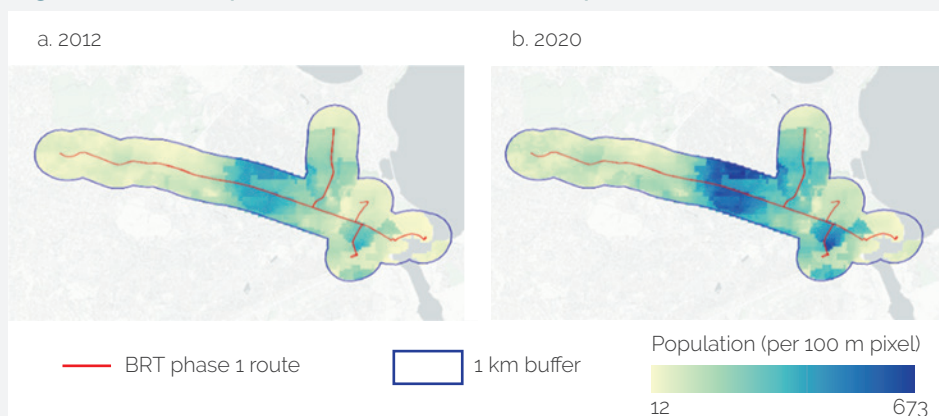 a. 2012
b. 2020
BRT phase 1 route
1 km buffer
Population (per 100 m pixel)
12
673